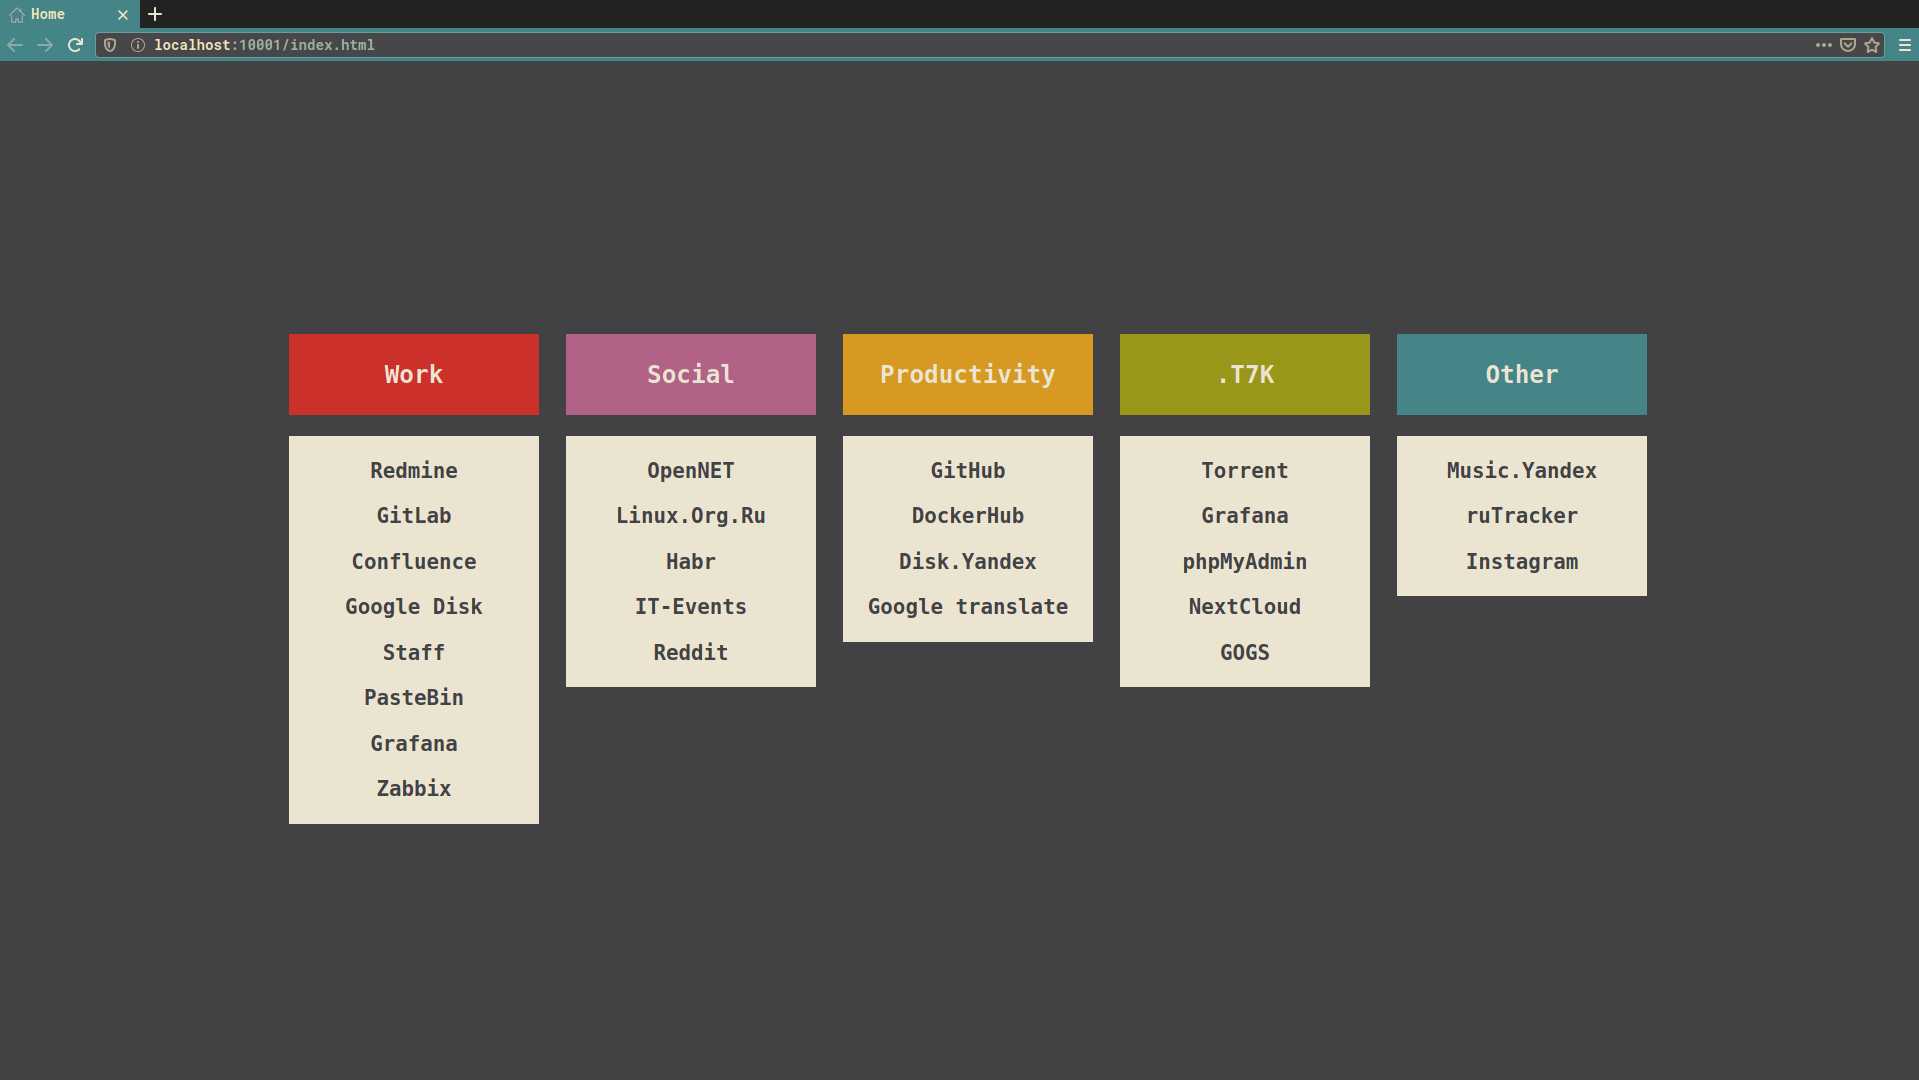 Home
localhost:10001/index.html
Work
Redmine
GitLab
Confluence
Google Disk
Staff
PasteBin
Grafana
Zabbix
Social
OpenNET
Linux.Org.Ru
Habr
IT-Events
Reddit
Productivity
GitHub
DockerHub
Disk.Yandex
Google translate
.T7K
Torrent
Grafana
phpMyAdmin
NextCloud
GOGS
Other
Music.Yandex
ruTracker
Instagram